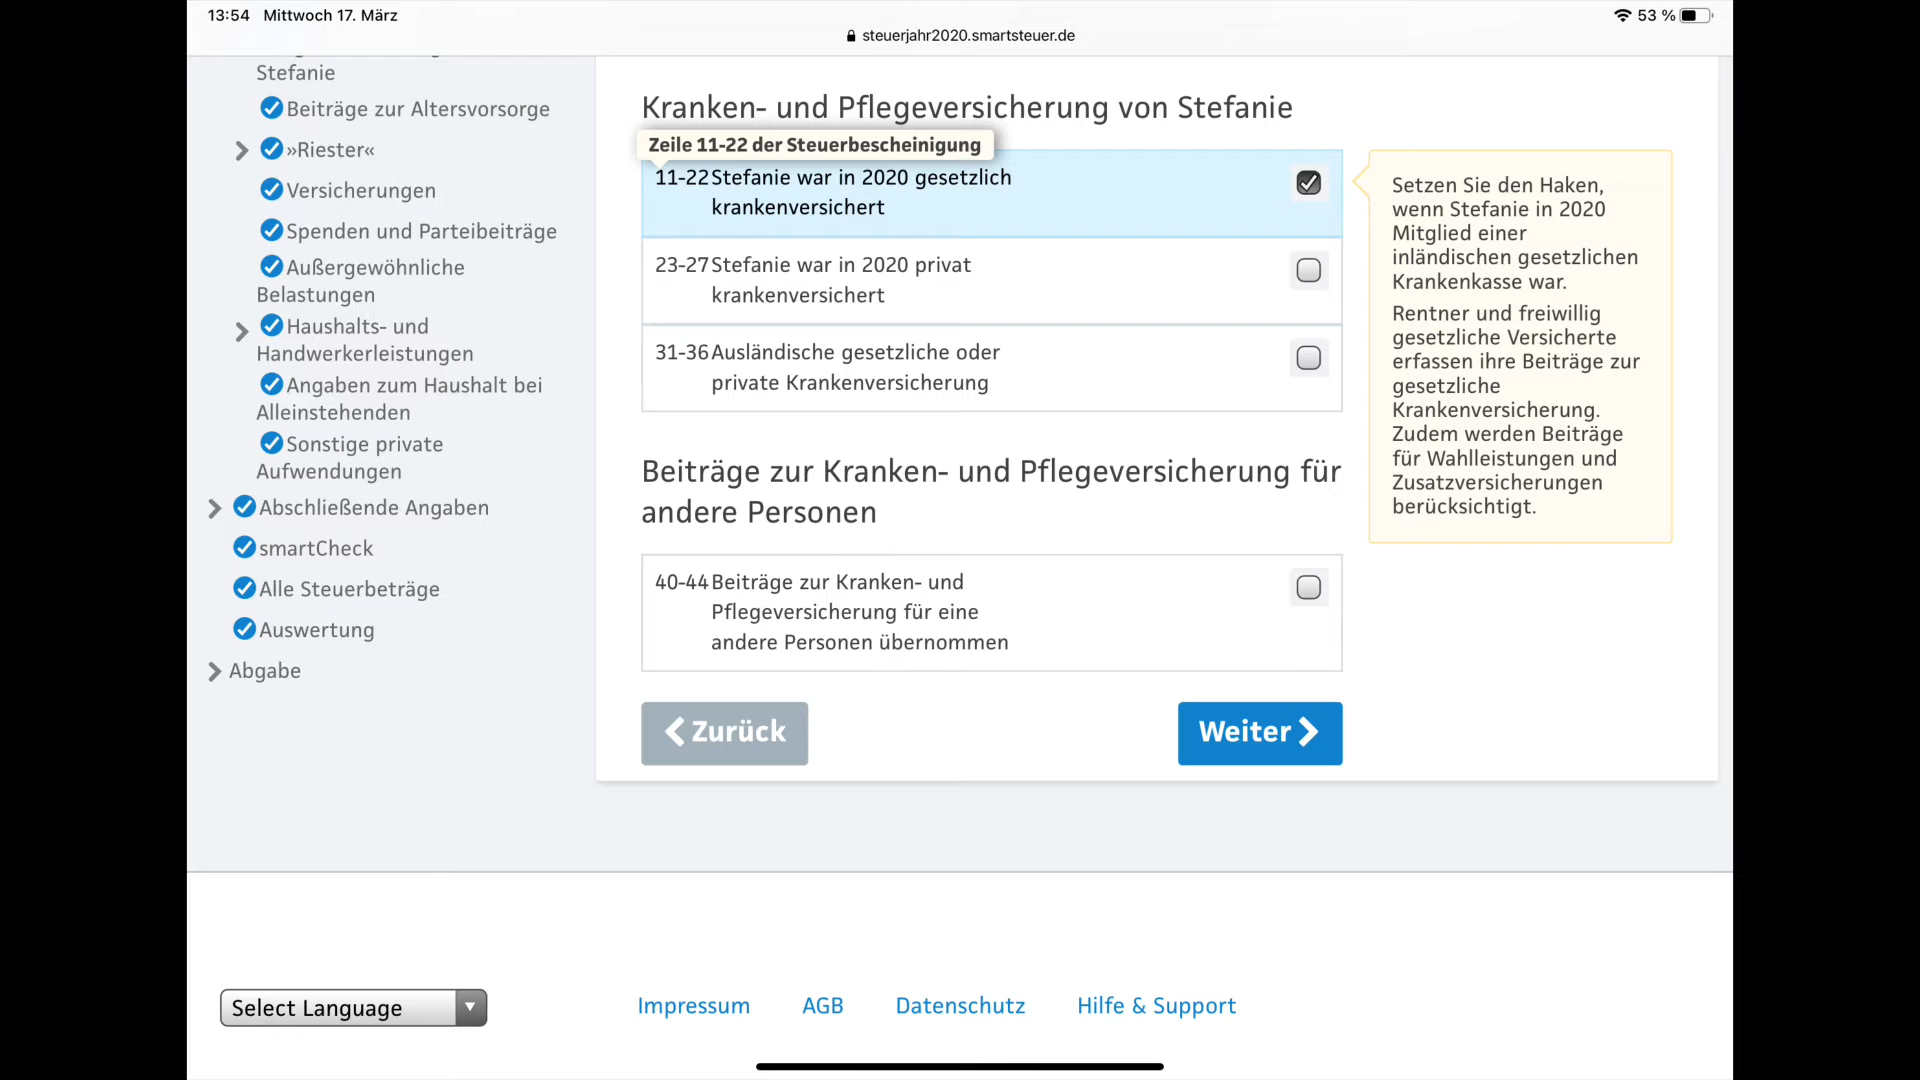 13:54 Mittwoch 17. März
53 %
steuerjahr2020.smartsteuer.de
Stefanie
Beiträge zur Altersvorsorge
»Riester«
Versicherungen
Spenden und Parteibeiträge
Außergewöhnliche
Belastungen
Haushalts- und
Handwerkerleistungen
Angaben zum Haushalt bei
Alleinstehenden
Sonstige private
Aufwendungen
Abschließende Angaben
smartCheck
Alle Steuerbeträge
Auswertung
Abgabe
Kranken- und Pflegeversicherung von Stefanie
Zeile 11-22 der Steuerbescheinigung
11-22 Stefanie war in 2020 gesetzlich
krankenversichert
23-27 Stefanie war in 2020 privat
krankenversichert
31-36 Ausländische gesetzliche oder
private Krankenversicherung
Beiträge zur Kranken- und Pflegeversicherung für
andere Personen
40-44 Beiträge zur Kranken- und
Pflegeversicherung für eine
andere Personen übernommen
Zurück
Weiter
Setzen Sie den Haken,
wenn Stefanie in 2020
Mitglied einer
inländischen gesetzlichen
Krankenkasse war.
Rentner und freiwillig
gesetzliche Versicherte
erfassen ihre Beiträge zur
gesetzliche
Krankenversicherung.
Zudem werden Beiträge
für Wahlleistungen und
Zusatzversicherungen
berücksichtigt.
Select Language
Impressum AGB Datenschutz Hilfe & Support